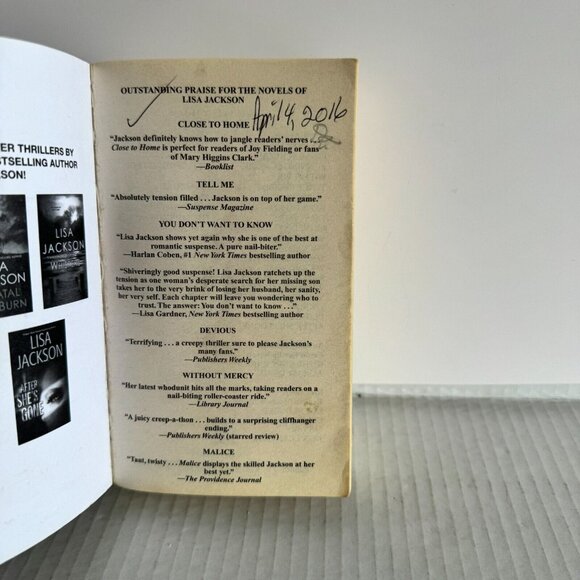 ER THRILLERS BY
STSELLING AUTHOR
KSON!
LISA
JACKSON
A
KSON
ATAL
BURN
LISA
JACKSON
AFTER
SHE'S
GONE
OUTSTANDING PRAISE FOR THE NOVELS OF
LISA JACKSON
April 4, 2016
CLOSE TO HOME
"Jackson definitely knows how to jangle readers' nerves . . .
Close to Home is perfect for readers of Joy Fielding or fans
of Mary Higgins Clark."
—Booklist
TELL ME
"Absolutely tension filled . . . Jackson is on top of her game."
—Suspense Magazine
YOU DON'T WANT TO KNOW
"Lisa Jackson shows yet again why she is one of the best at
romantic suspense. A pure nail-biter."
—Harlan Coben, #1 New York Times bestselling author
"Shiveringly good suspense! Lisa Jackson ratchets up the
tension as one woman's desperate search for her missing son
takes her to the very brink of losing her husband, her sanity,
her very self. Each chapter will leave you wondering who to
trust. The answer: You don't want to know . . ."
—Lisa Gardner, New York Times bestselling author
DEVIOUS
"Terrifying . . . a creepy thriller sure to please Jackson's
many fans."
—Publishers Weekly
WITHOUT MERCY
"Her latest whodunit hits all the marks, taking readers on a
nail-biting roller-coaster ride."
—Library Journal
"A juicy creep-a-thon . . . builds to a surprising cliffhanger
ending."
—Publishers Weekly (starred review)
MALICE
"Taut, twisty . . . Malice displays the skilled Jackson at her
best yet."
—The Providence Journal